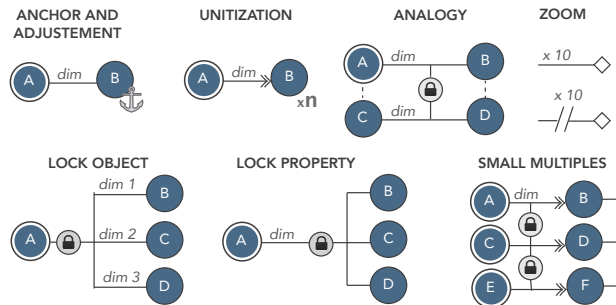 ANCHOR AND
ADJUSTEMENT
UNITIZATION
ANALOGY
ZOOM
A dim B
A dim B
xn
A dim B
C dim D
x 10
x 10
LOCK OBJECT
LOCK PROPERTY
SMALL MULTIPLES
dim 1 B
A dim 2 C
dim 3 D
B
A dim C
D
A dim B
C D
E F